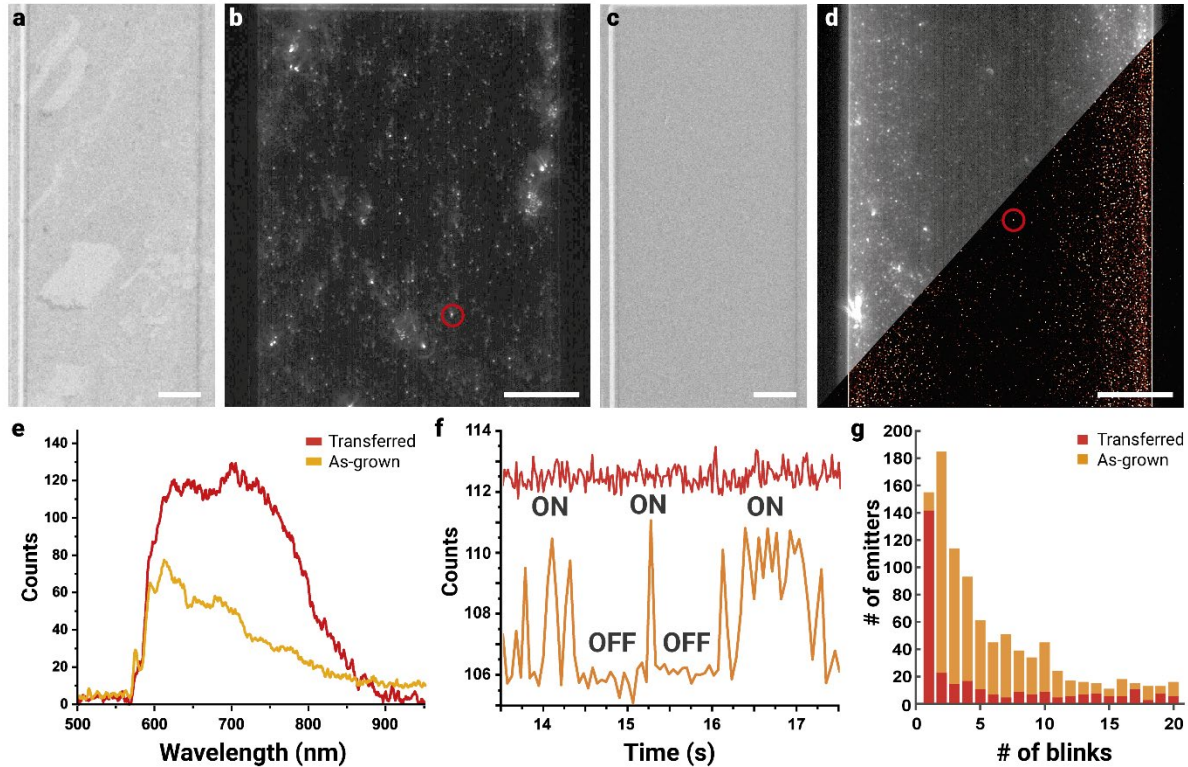 a
b
c
d
e
140
120
100
80
60
40
20
0
Counts
500
600
700
800
900
Wavelength (nm)
Transferred
As-grown
f
114
112
110
108
106
Counts
ON
ON
ON
OFF
OFF
14
15
16
17
Time (s)
g
200
180
160
140
120
100
80
60
40
20
0
# of emitters
Transferred
As-grown
0
5
10
15
20
# of blinks